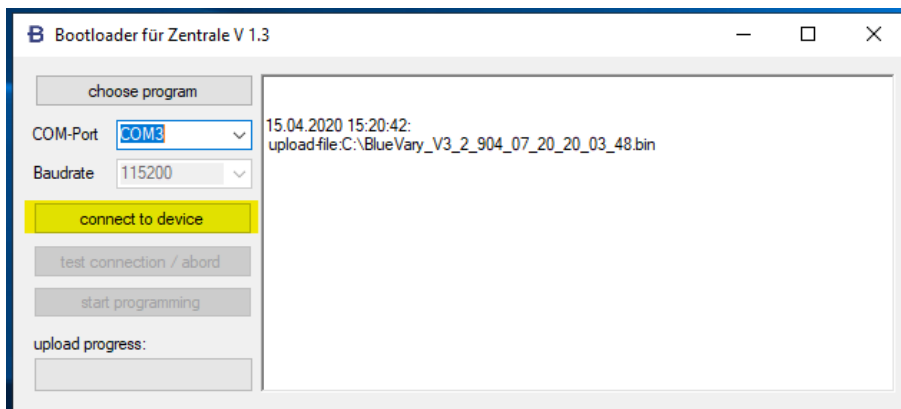 Bootloader für Zentrale V 1.3
choose program
COM-Port COM3
Baudrate 115200
connect to device
test connection / abord
start programming
upload progress:
15.04.2020 15:20:42:
upload-file:C:\BlueVary_V3_2_904_07_20_20_03_48.bin